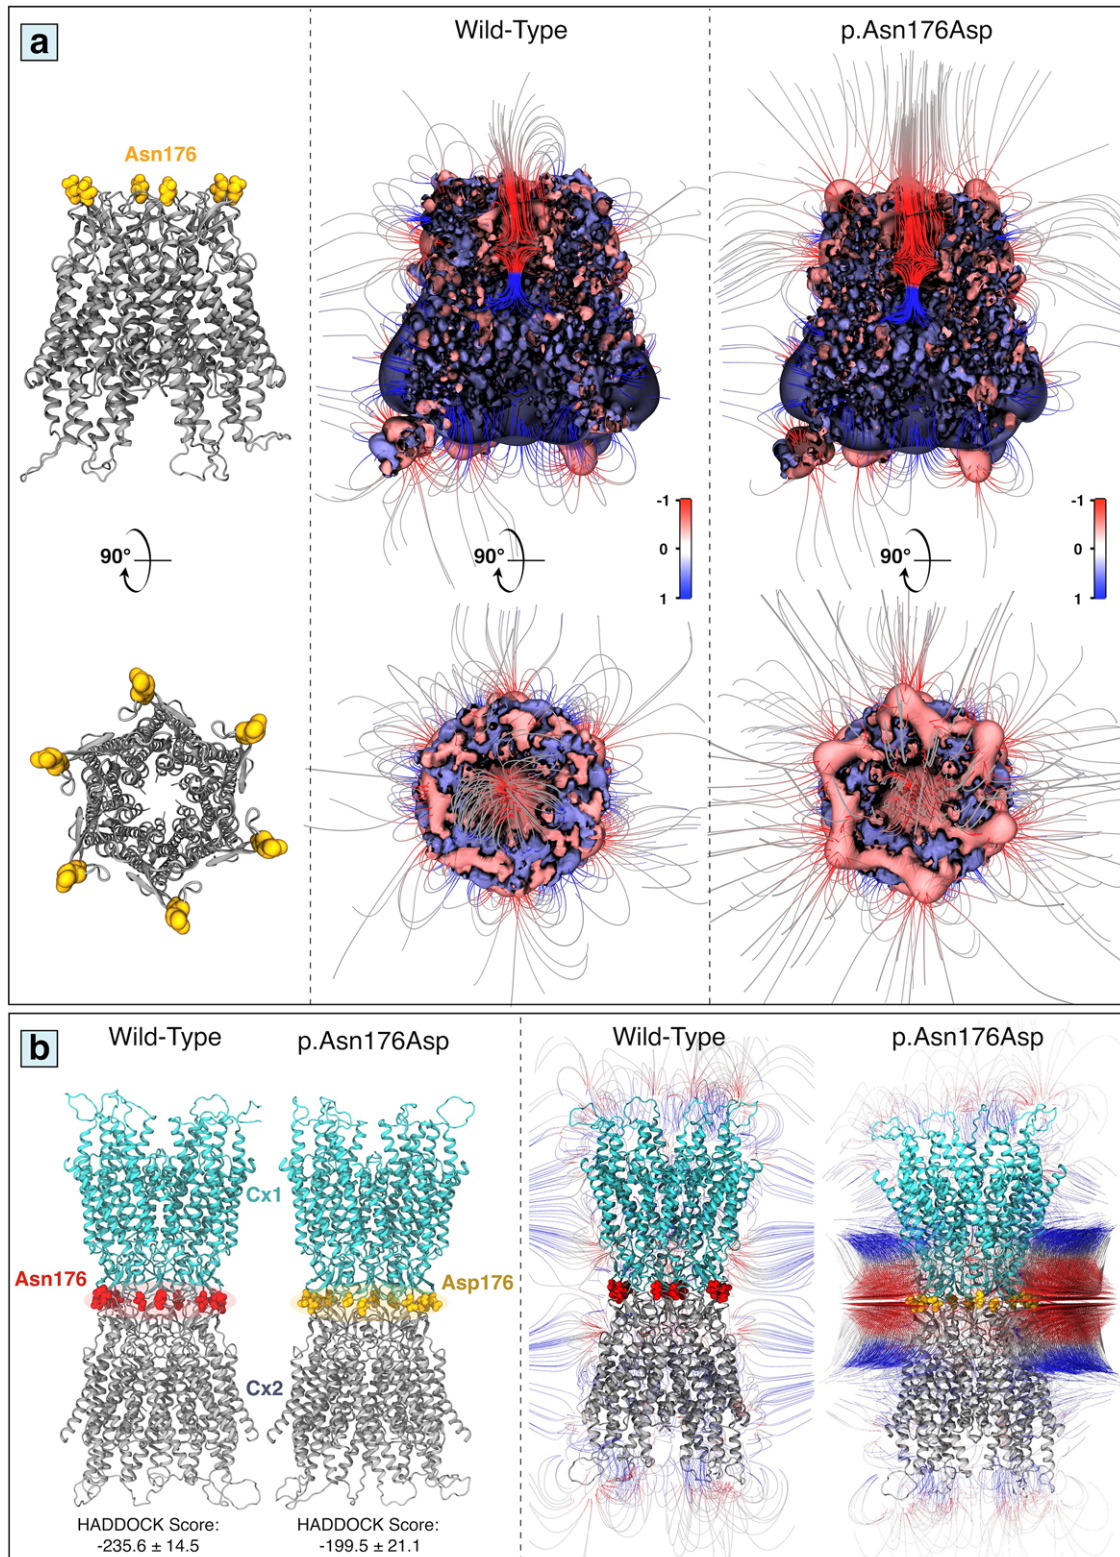 a
Wild-Type
p.Asn176Asp
Asn176
-1
0
1
-1
0
1
90°
90°
90°
b
Wild-Type
p.Asn176Asp
Wild-Type
p.Asn176Asp
Cx1
Asn176
Asp176
Cx2
HADDOCK Score:
-235.6 ± 14.5
HADDOCK Score:
-199.5 ± 21.1